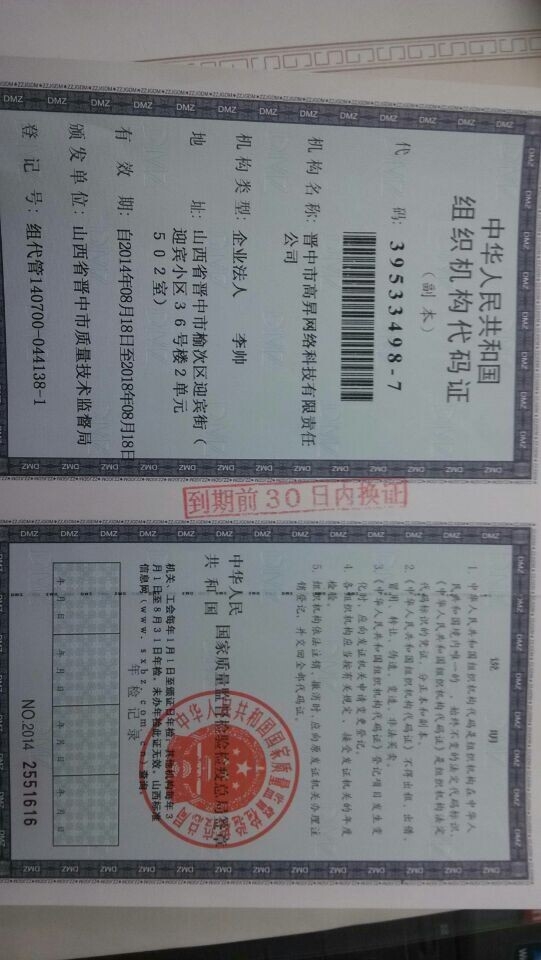 中华人民共和国
组织机构代码证
（副 本）
代 码：39533498-7
机构名称：晋中市高昇网络科技有限责任
公司
机构类型：企业法人 李帅
地 址：山西省晋中市榆次区迎宾街（
迎宾小区36号楼2单元
502室）
有 效 期：自2014年08月18日至2018年08月18日
颁发单位：山西省晋中市质量技术监督局
登 记 号：组代管140700-044138-1
到期前30日内换证
说 明
1. 中华人民共和国组织机构代码是组织机构在中华人
民共和国境内唯一的、始终不变的法定代码标识，
《中华人民共和国组织机构代码证》是组织机构法定
代码标识的凭证，分正本和副本。
2.《中华人民共和国组织机构代码证》不得出租、出借、
冒用、转让、伪造、变造、非法买卖。
3.《中华人民共和国组织机构代码证》登记项目发生变
化时，应向发证机关申请变更登记。
4. 各组织机构应当按有关规定，接受发证机关的年度
检验。
5. 组织机构依法注销、撤消时，应向原发证机关办理注
销登记，并交回全部代码证。
中华人民
共 和 国 国家质量监督检验检疫总局签章
机关、工会每年1月1日至颁证日年检，其他机构每年3
月1日至8月31日年检，未办年检此证无效。山西标准
信息网（www.sxbz.com.cn）查询。
年 检 记 录
年 月 日
年 月 日
年 月 日
年 月 日
NO.2014 2551616